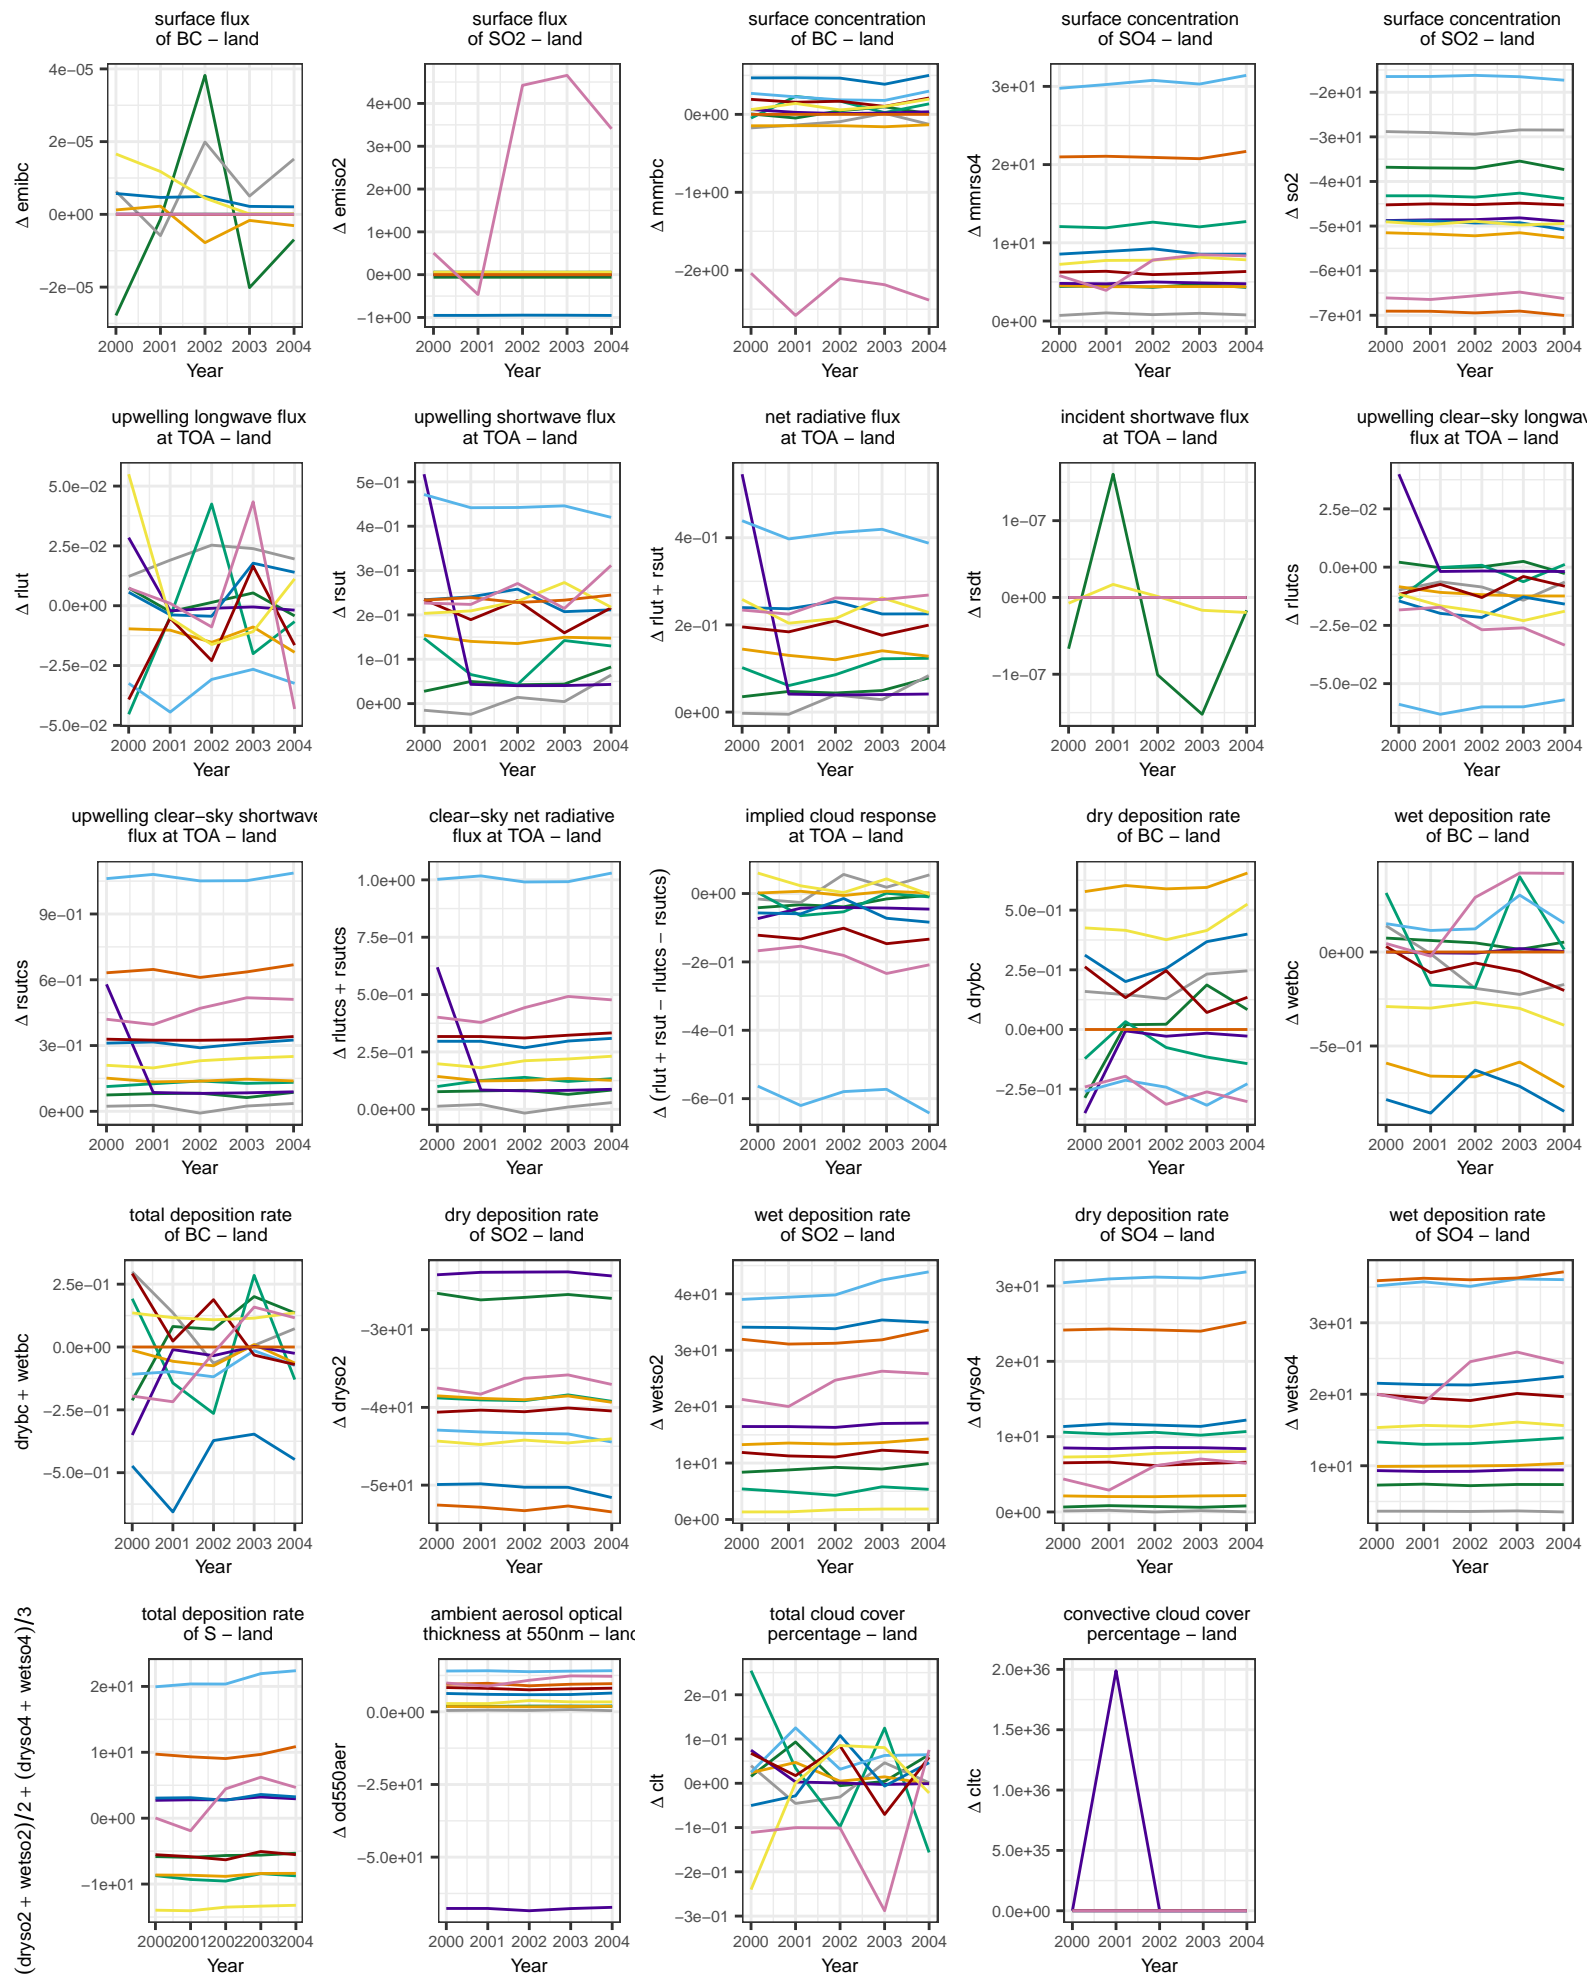 surface flux
of BC − land
surface flux
of SO2 − land
surface concentration
of BC − land
surface concentration
of SO4 − land
surface concentration
of SO2 − land
Δ emibc
4e−05
2e−05
0e+00
−2e−05
2000 2001 2002 2003 2004
Year
Δ emiso2
4e+00
3e+00
2e+00
1e+00
0e+00
−1e+00
2000 2001 2002 2003 2004
Year
Δ mmrbc
0e+00
−1e+00
−2e+00
2000 2001 2002 2003 2004
Year
Δ mmrso4
3e+01
2e+01
1e+01
0e+00
2000 2001 2002 2003 2004
Year
Δ so2
−2e+01
−3e+01
−4e+01
−5e+01
−6e+01
−7e+01
2000 2001 2002 2003 2004
Year
upwelling longwave flux
at TOA − land
upwelling shortwave flux
at TOA − land
net radiative flux
at TOA − land
incident shortwave flux
at TOA − land
upwelling clear−sky longwav
flux at TOA − land
Δ rlut
5.0e−02
2.5e−02
0.0e+00
−2.5e−02
−5.0e−02
2000 2001 2002 2003 2004
Year
Δ rsut
5e−01
4e−01
3e−01
2e−01
1e−01
0e+00
2000 2001 2002 2003 2004
Year
Δ rlut + rsut
4e−01
2e−01
0e+00
2000 2001 2002 2003 2004
Year
Δ rsdt
1e−07
0e+00
−1e−07
2000 2001 2002 2003 2004
Year
Δ rlutcs
2.5e−02
0.0e+00
−2.5e−02
−5.0e−02
2000 2001 2002 2003 2004
Year
upwelling clear−sky shortwave
flux at TOA − land
clear−sky net radiative
flux at TOA − land
implied cloud response
at TOA − land
dry deposition rate
of BC − land
wet deposition rate
of BC − land
Δ rsutcs
9e−01
6e−01
3e−01
0e+00
2000 2001 2002 2003 2004
Year
Δ rlutcs + rsutcs
1.0e+00
7.5e−01
5.0e−01
2.5e−01
0.0e+00
2000 2001 2002 2003 2004
Year
Δ (rlut + rsut − rlutcs − rsutcs)
0e+00
−2e−01
−4e−01
−6e−01
2000 2001 2002 2003 2004
Year
Δ drybc
5.0e−01
2.5e−01
0.0e+00
−2.5e−01
2000 2001 2002 2003 2004
Year
Δ wetbc
0e+00
−5e−01
2000 2001 2002 2003 2004
Year
total deposition rate
of BC − land
dry deposition rate
of SO2 − land
wet deposition rate
of SO2 − land
dry deposition rate
of SO4 − land
wet deposition rate
of SO4 − land
drybc + wetbc
2.5e−01
0.0e+00
−2.5e−01
−5.0e−01
2000 2001 2002 2003 2004
Year
Δ dryso2
−3e+01
−4e+01
−5e+01
2000 2001 2002 2003 2004
Year
Δ wetso2
4e+01
3e+01
2e+01
1e+01
0e+00
2000 2001 2002 2003 2004
Year
Δ dryso4
3e+01
2e+01
1e+01
0e+00
2000 2001 2002 2003 2004
Year
Δ wetso4
3e+01
2e+01
1e+01
2000 2001 2002 2003 2004
Year
total deposition rate
of S − land
ambient aerosol optical
thickness at 550nm − land
total cloud cover
percentage − land
convective cloud cover
percentage − land
(dryso2 + wetso2)/2 + (dryso4 + wetso4)/3
2e+01
1e+01
0e+00
−1e+01
2000 2001 2002 2003 2004
Year
Δ od550aer
0.0e+00
−2.5e+01
−5.0e+01
2000 2001 2002 2003 2004
Year
Δ clt
2e−01
1e−01
0e+00
−1e−01
−2e−01
−3e−01
2000 2001 2002 2003 2004
Year
Δ cltc
2.0e+36
1.5e+36
1.0e+36
5.0e+35
0.0e+00
2000 2001 2002 2003 2004
Year